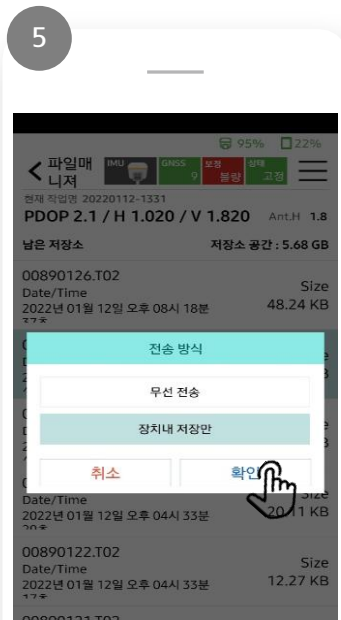 5
95% 22%
파일매니져
IMU
GNSS
9
보정
불량
상태
고정
현재 작업명 20220112-1331
PDOP 2.1 / H 1.020 / V 1.820 Ant.H 1.8
남은 저장소 저장소 공간 : 5.68 GB
00890126.T02
Date/Time Size
2022년 01월 12일 오후 08시 18분 48.24 KB
전송 방식
무선 전송
장치내 저장만
취소 확인
Date/Time Size
2022년 01월 12일 오후 04시 33분 20.11 KB
00890122.T02
Date/Time Size
2022년 01월 12일 오후 04시 33분 12.27 KB